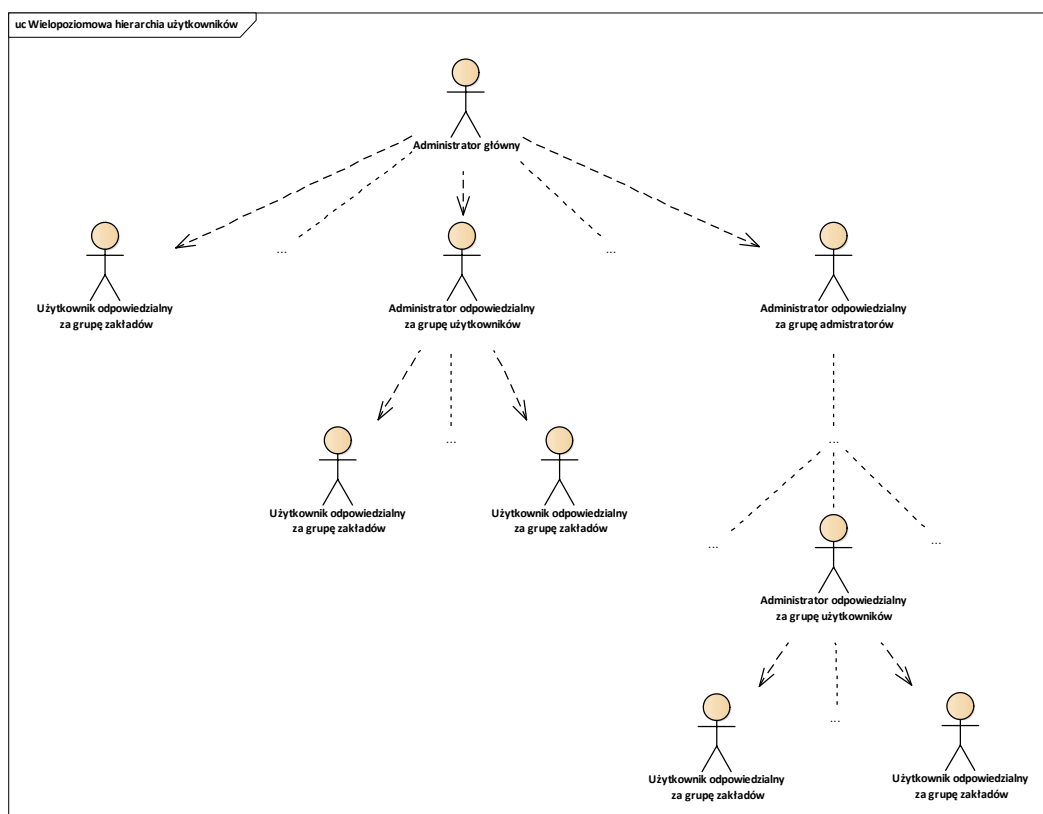 uc Wielopoziomowa hierarchia użytkowników
Administrator główny
...
...
Użytkownik odpowiedzialny
za grupę zakładów
Administrator odpowiedzialny
za grupę użytkowników
Administrator odpowiedzialny
za grupę admistratorów
...
...
Użytkownik odpowiedzialny
za grupę zakładów
Użytkownik odpowiedzialny
za grupę zakładów
...
...
Administrator odpowiedzialny
za grupę użytkowników
...
Użytkownik odpowiedzialny
za grupę zakładów
Użytkownik odpowiedzialny
za grupę zakładów